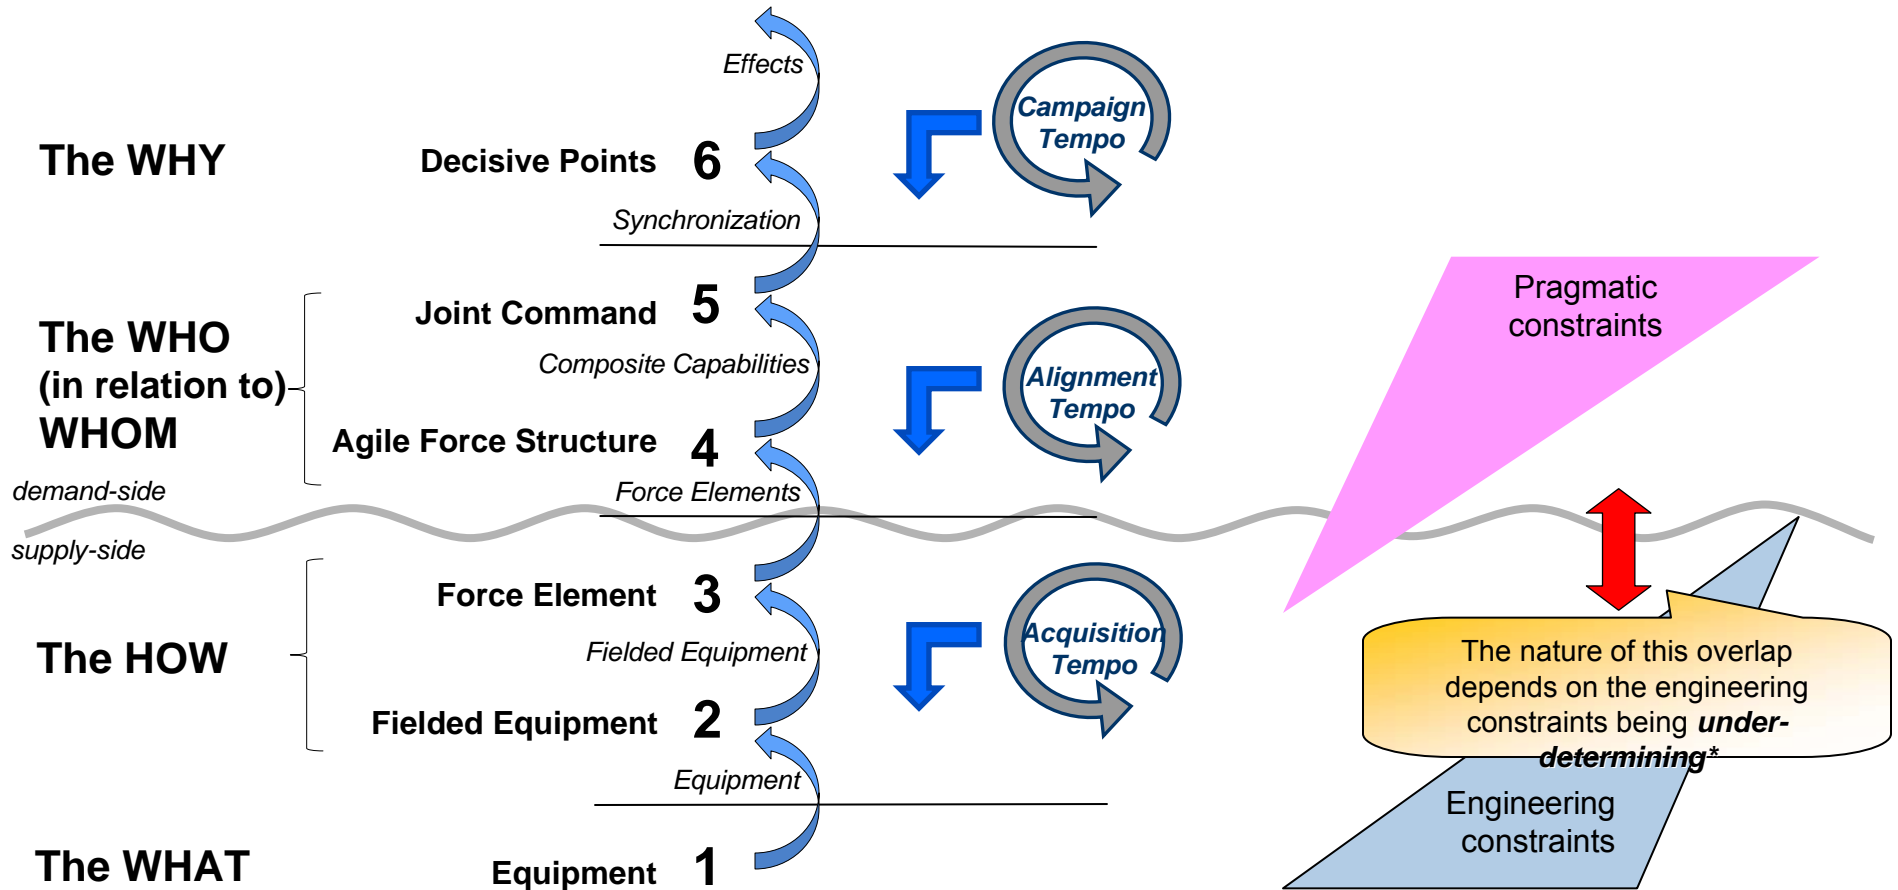 Effects
The WHY
Decisive Points 6
Campaign
Tempo
Synchronization
The WHO
(in relation to)
WHOM
Joint Command 5
Composite Capabilities
Agile Force Structure 4
Alignment
Tempo
Force Elements
Pragmatic
constraints
demand-side
supply-side
The HOW
Force Element 3
Fielded Equipment
Fielded Equipment 2
Acquisition
Tempo
Equipment
The nature of this overlap
depends on the engineering
constraints being under-
determining*
Engineering
constraints
The WHAT
Equipment 1